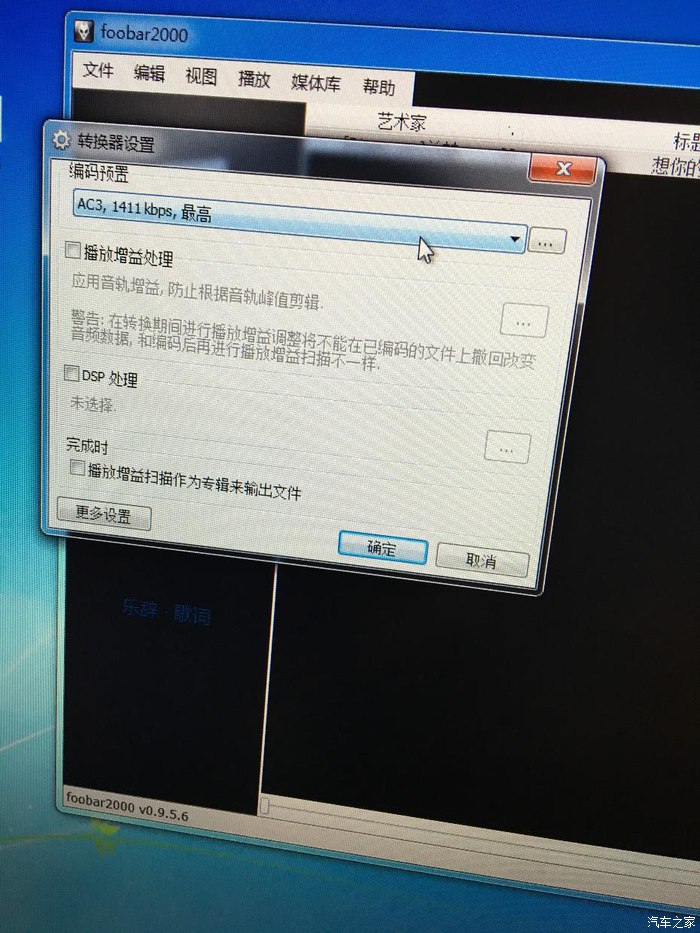 foobar2000
文件 编辑 视图 播放 媒体库 帮助
艺术家
标题
想你的
转换器设置
编码预置
AC3, 1411 kbps, 最高
...
播放增益处理
应用音轨增益, 防止根据音轨峰值剪辑.
...
警告: 在转换期间进行播放增益调整将不能在已编码的文件上撤回改变
音频数据, 和编码后再进行播放增益扫描不一样.
DSP 处理
未选择.
...
完成时
播放增益扫描作为专辑来输出文件
更多设置
确定
取消
乐辞·歌词
foobar2000 v0.9.5.6
汽车之家